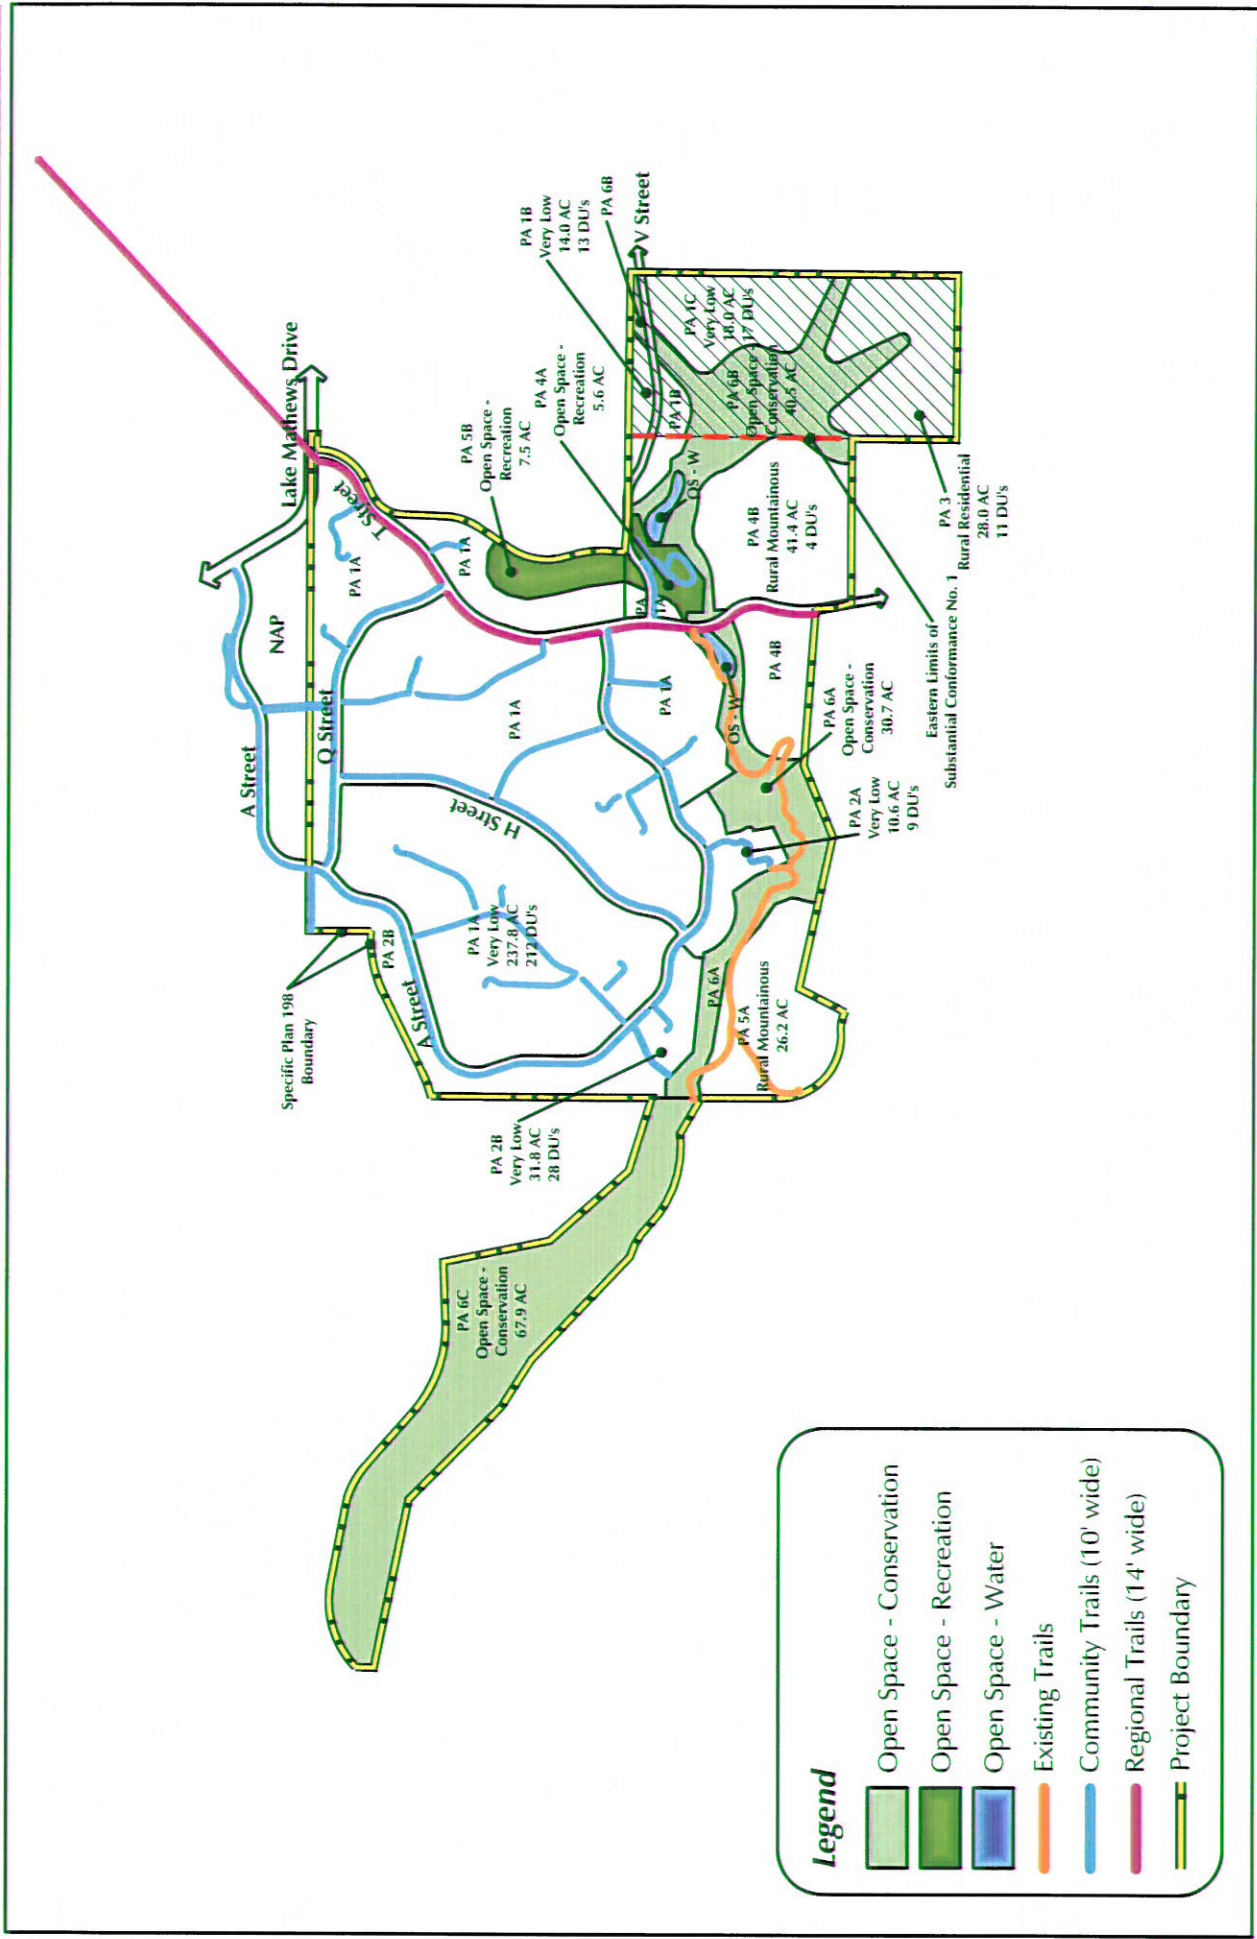 Lake Mathews Drive
A Street
NAP
Q Street
T Street
PA 1A
PA 1A
PA 5B
Open Space -
Recreation
7.5 AC
PA 4A
Open Space -
Recreation
5.6 AC
PA 1B
Very Low
14.0 AC
13 DU's
PA 6B
V Street
PA 1C
Very Low
18.0 AC
17 DU's
PA 1B
PA 6B
Open Space -
Conservation
40.5 AC
OS - W
PA 4B
Rural Mountainous
41.4 AC
4 DU's
PA 3
Rural Residential
28.0 AC
11 DU's
Eastern Limits of
Substantial Conformance No. 1
PA
1A
PA 4B
OS - W
PA 6A
Open Space -
Conservation
30.7 AC
PA 2A
Very Low
10.6 AC
9 DU's
PA 1A
PA 1A
H Street
PA 1A
Very Low
237.8 AC
212 DU's
PA 2B
A Street
Specific Plan 198
Boundary
PA 6A
PA 5A
Rural Mountainous
26.2 AC
PA 2B
Very Low
31.8 AC
28 DU's
PA 6C
Open Space -
Conservation
67.9 AC
Legend
Open Space - Conservation
Open Space - Recreation
Open Space - Water
Existing Trails
Community Trails (10' wide)
Regional Trails (14' wide)
Project Boundary